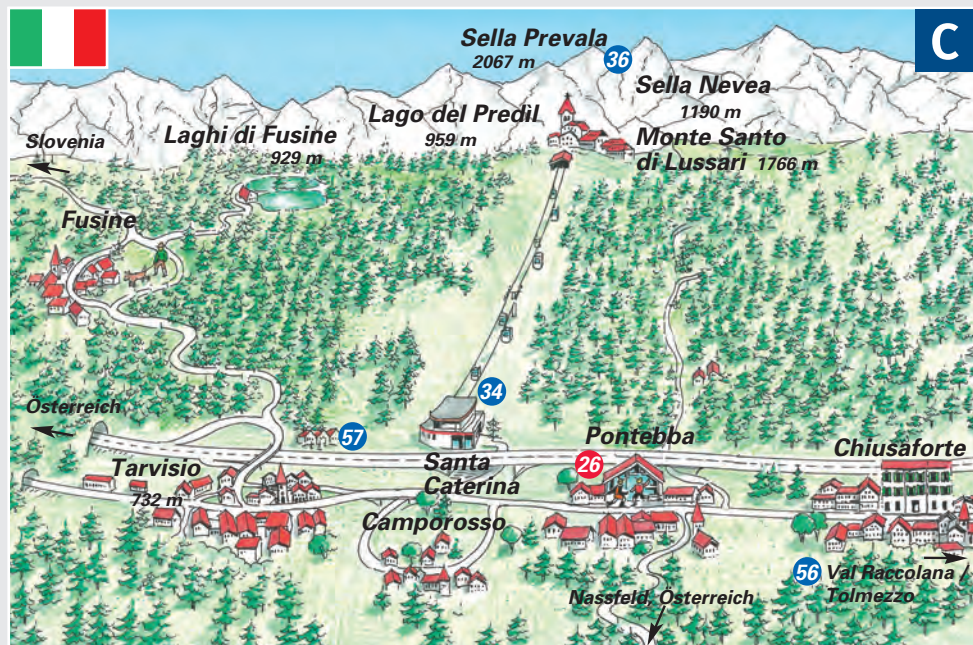 C
Sella Prevala
2067 m
36
Sella Nevea
1190 m
Lago del Predil
959 m
Monte Santo
di Lussari 1766 m
Slovenia
Laghi di Fusine
929 m
Fusine
34
Österreich
57
Pontebba
Chiusaforte
26
Tarvisio
732 m
Santa
Caterina
Camporosso
56 Val Raccolana /
Tolmezzo
Nassfeld, Österreich